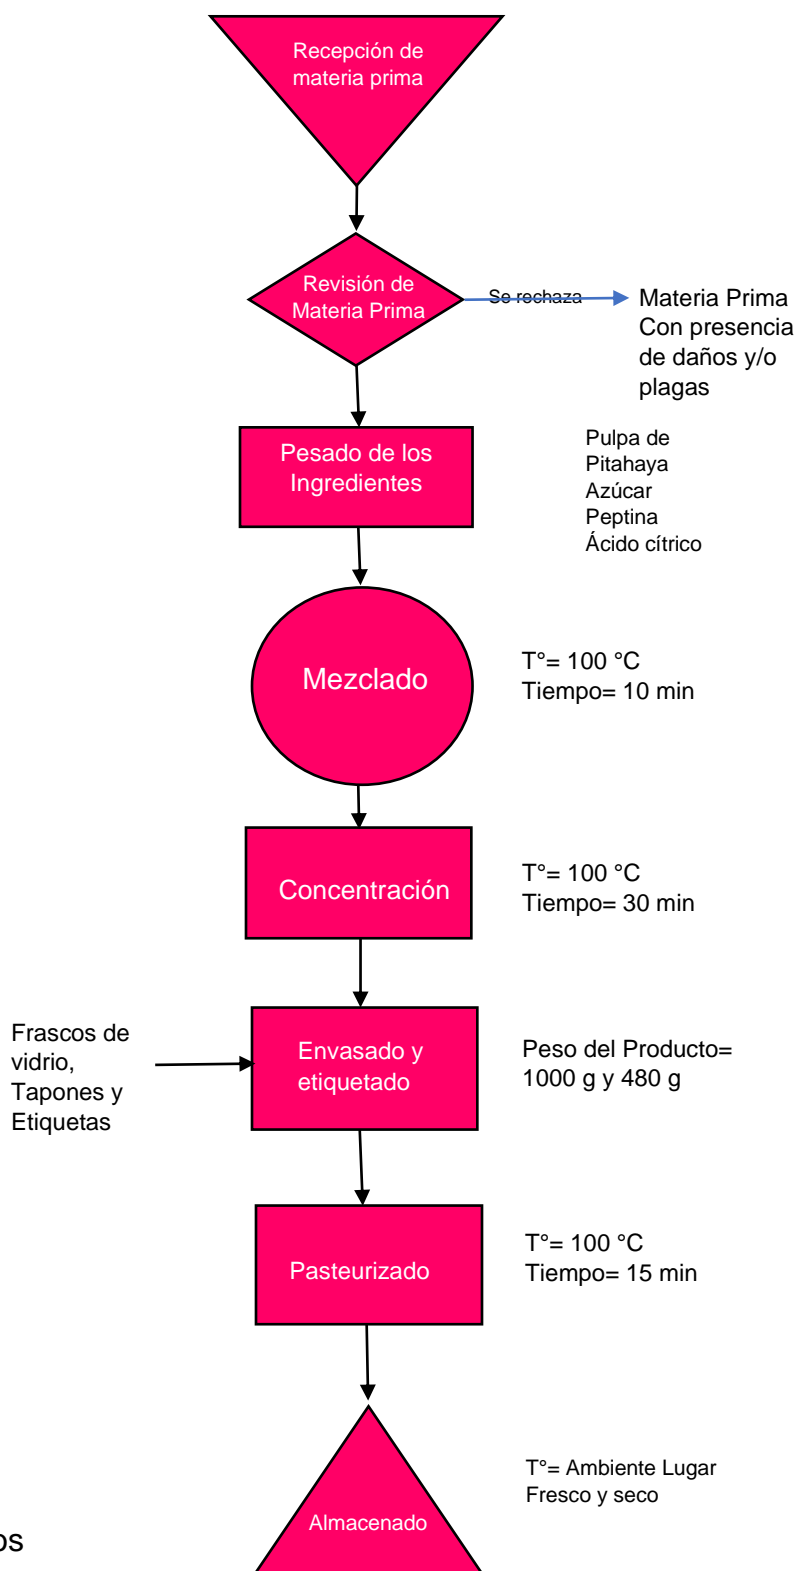 Recepción de
materia prima
Revisión de
Materia Prima
Se rechaza
Materia Prima
Con presencia
de daños y/o
plagas
Pesado de los
Ingredientes
Pulpa de
Pitahaya
Azúcar
Peptina
Ácido cítrico
Mezclado
T°= 100 °C
Tiempo= 10 min
Concentración
T°= 100 °C
Tiempo= 30 min
Frascos de
vidrio,
Tapones y
Etiquetas
Envasado y
etiquetado
Peso del Producto=
1000 g y 480 g
Pasteurizado
T°= 100 °C
Tiempo= 15 min
Almacenado
T°= Ambiente Lugar
Fresco y seco
os